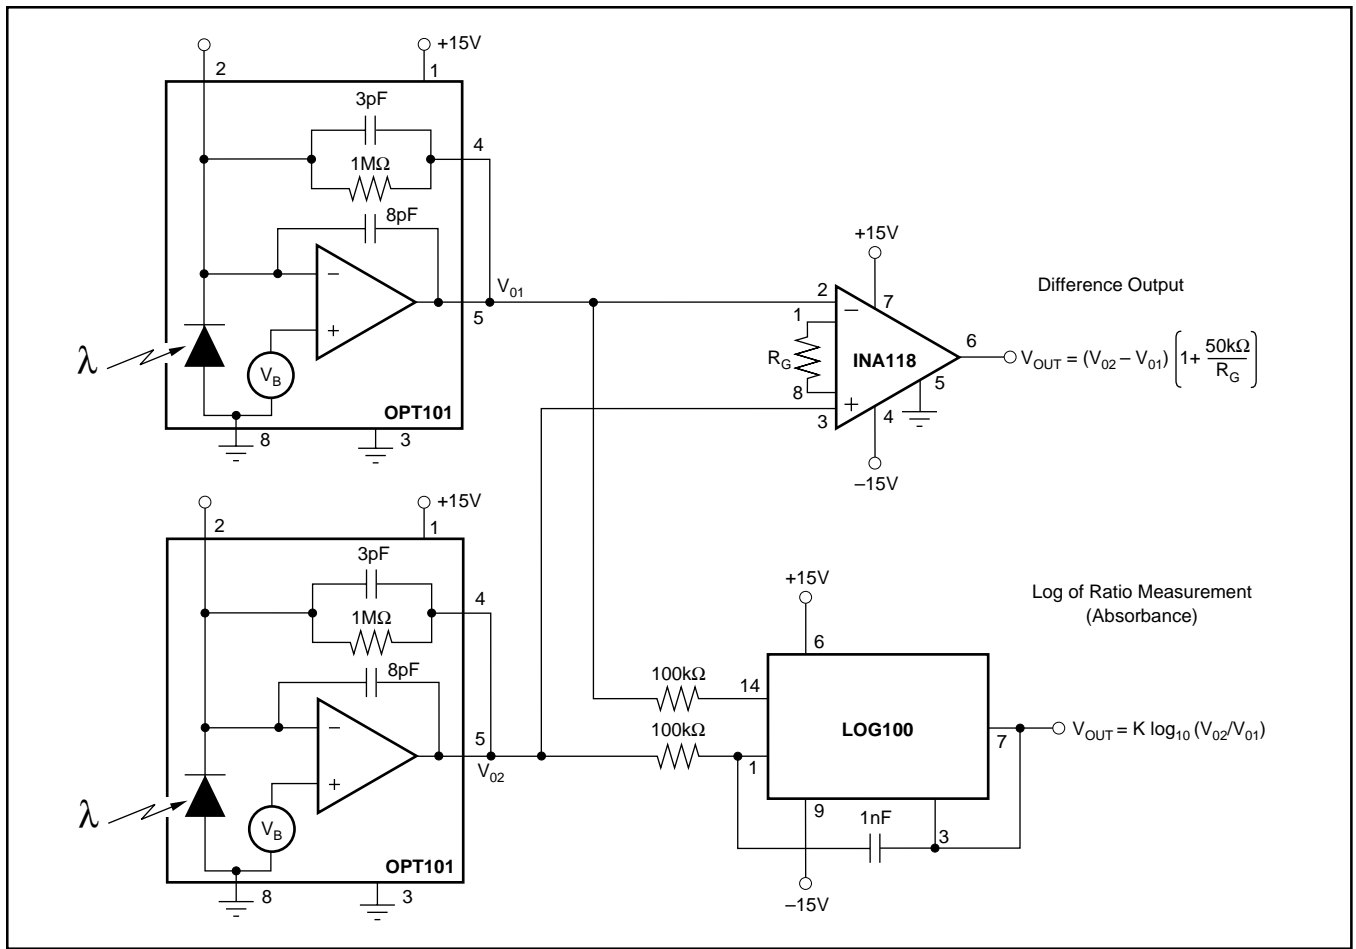 +15V
2
1
3pF
4
1MΩ
8pF
−
+
V01
5
λ
VB
OPT101
8
3
+15V
2
7
1
−
RG
INA118
6
VOUT = (V02 – V01) (1+ 50kΩ/RG)
5
8
+
3
4
–15V
Difference Output
+15V
2
1
3pF
4
1MΩ
8pF
−
+
5
V02
λ
VB
OPT101
8
3
Log of Ratio Measurement
(Absorbance)
+15V
6
100kΩ
14
100kΩ
1
LOG100
7
VOUT = K log10 (V02/V01)
9
1nF
3
–15V